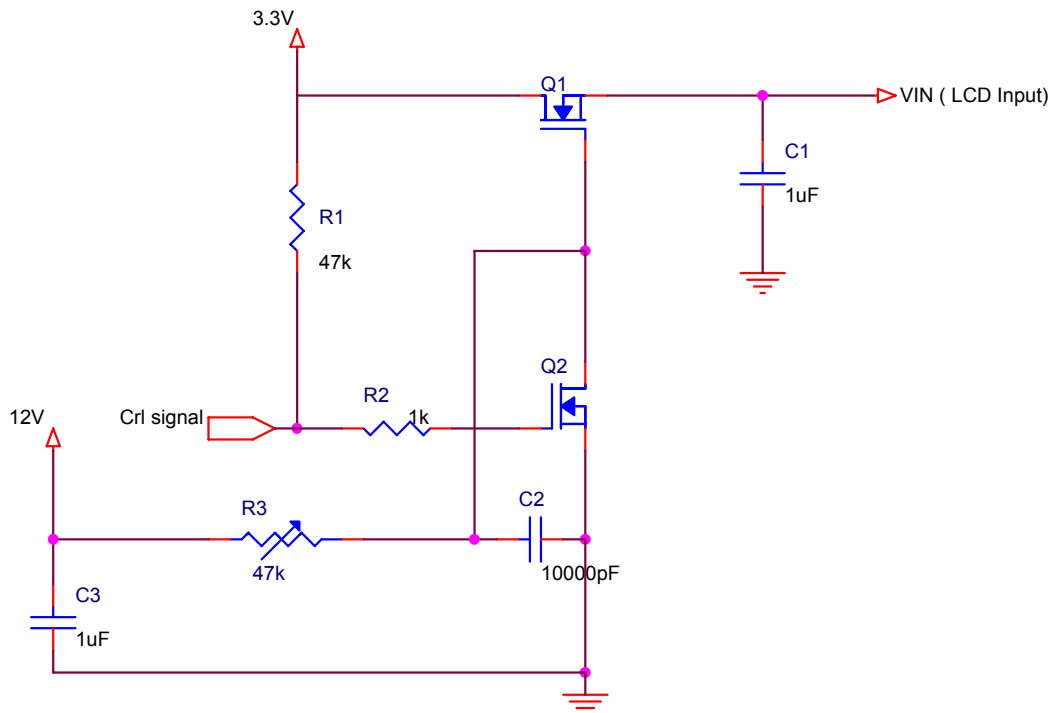 3.3V
Q1
VIN ( LCD Input)
C1
1uF
R1
47k
Q2
R2
1k
Crl signal
12V
R3
47k
C2
10000pF
C3
1uF